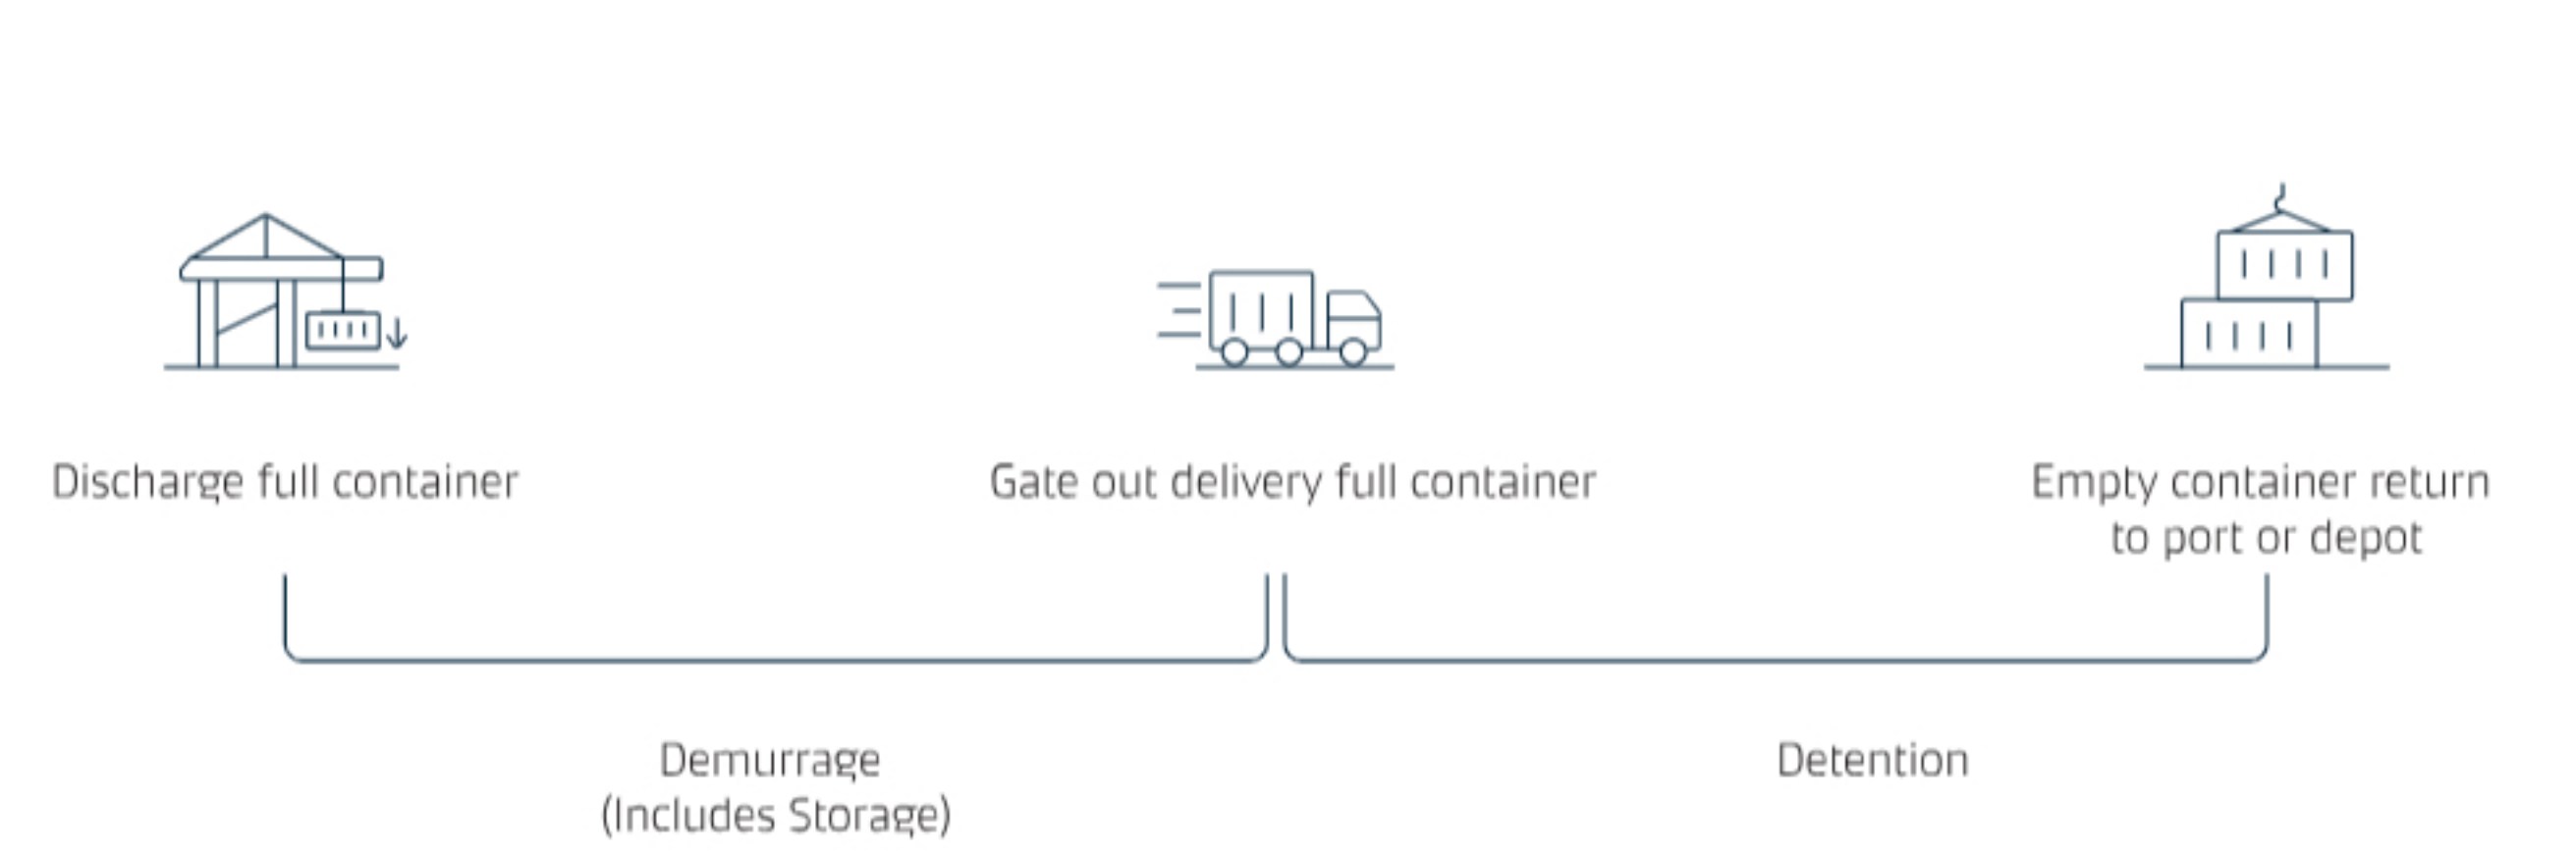 Discharge full container
Gate out delivery full container
Empty container return
to port or depot
Demurrage
(Includes Storage)
Detention